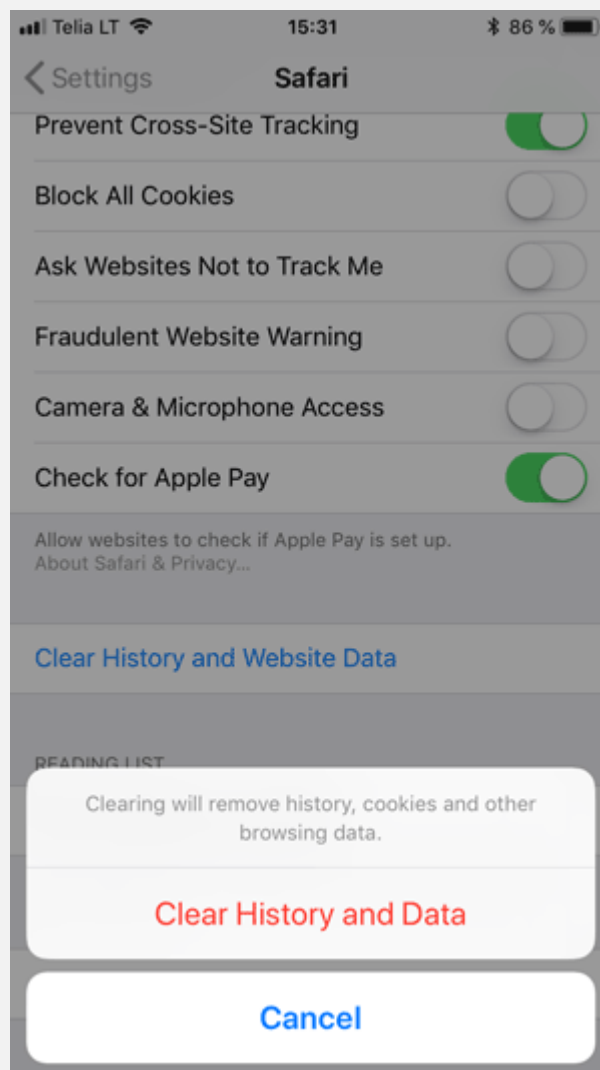 Telia LT 15:31 86 %
Settings Safari
Prevent Cross-Site Tracking
Block All Cookies
Ask Websites Not to Track Me
Fraudulent Website Warning
Camera & Microphone Access
Check for Apple Pay
Allow websites to check if Apple Pay is set up.
About Safari & Privacy...
Clear History and Website Data
READING LIST
Clearing will remove history, cookies and other
browsing data.
Clear History and Data
Cancel